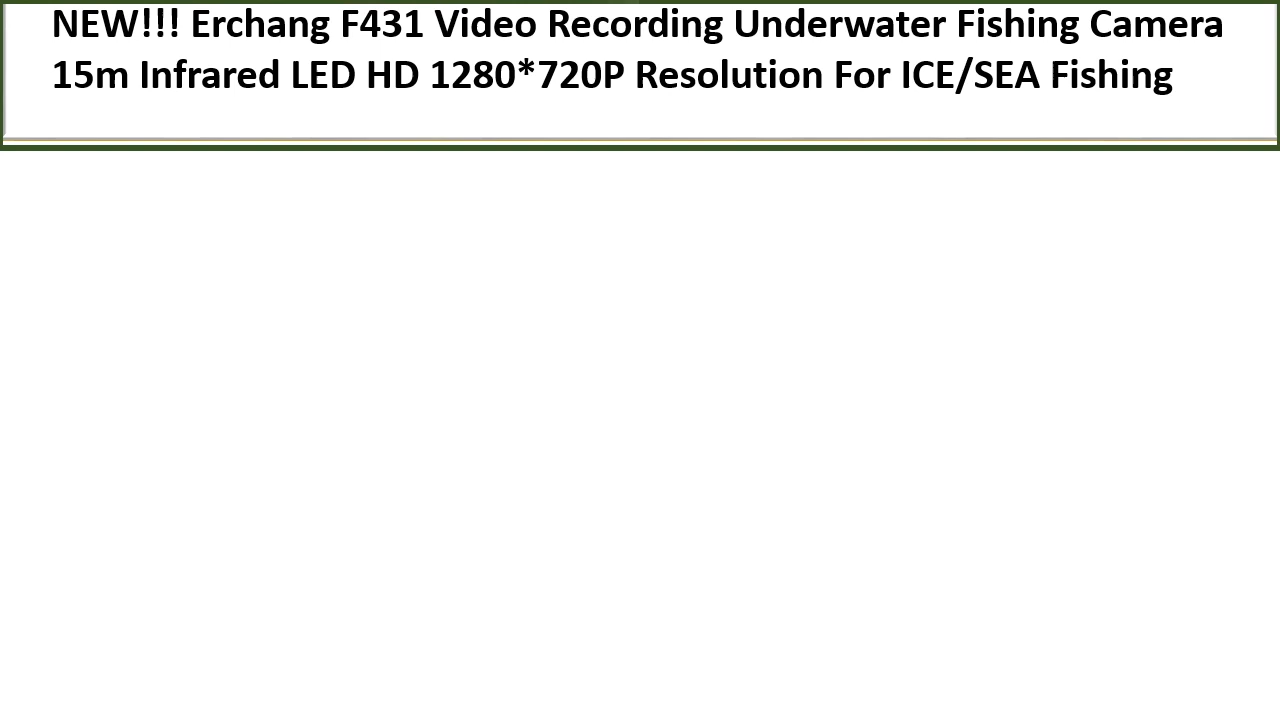 NEW!!! Erchang F431 Video Recording Underwater Fishing Camera
15m Infrared LED HD 1280*720P Resolution For ICE/SEA Fishing